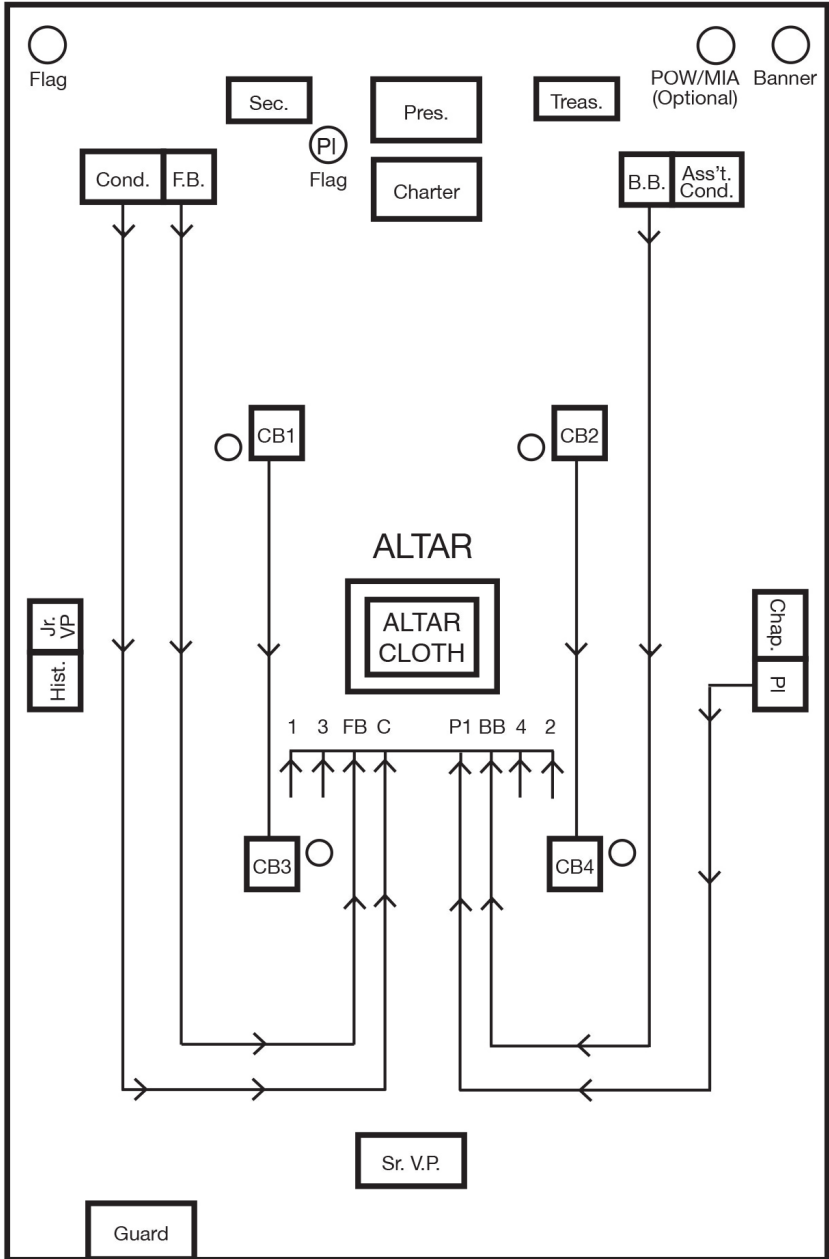 Flag
POW/MIA
(Optional)
Banner
Sec.
Pres.
Treas.
PI
Flag
Charter
Cond.
F.B.
B.B.
Ass't.
Cond.
CB1
CB2
ALTAR
ALTAR
CLOTH
Jr.
VP
Hist.
Chap.
PI
1 3 FB C P1 BB 4 2
CB3
CB4
Sr. V.P.
Guard